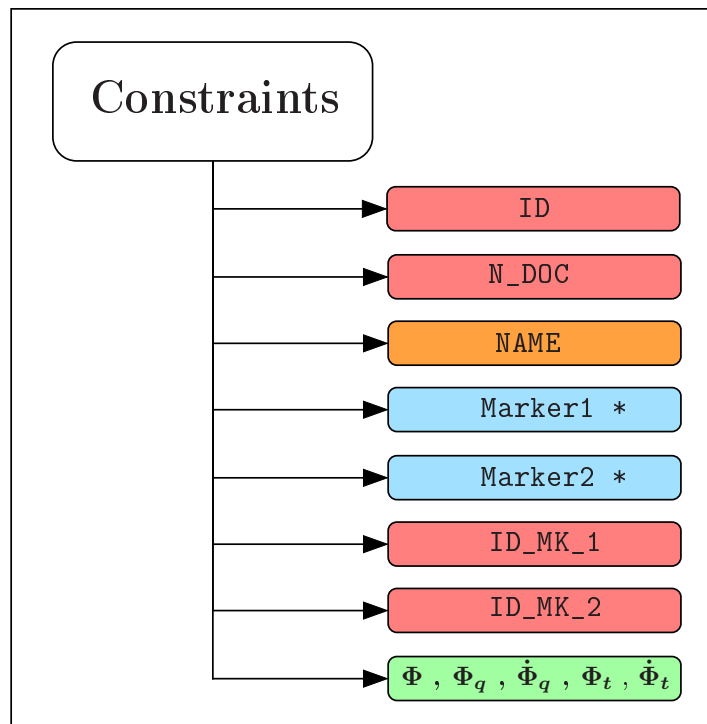 Constraints
ID
N_DOC
NAME
Marker1 *
Marker2 *
ID_MK_1
ID_MK_2
Φ , Φ_q , Φ̇_q , Φ_t , Φ̇_t